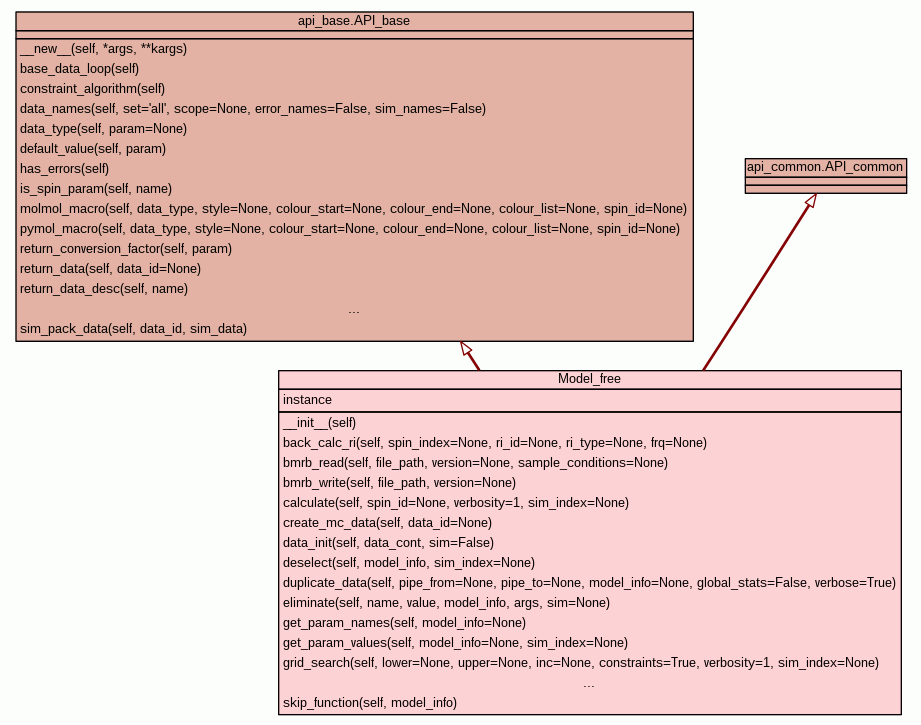 api_base.API_base
__new__(self, *args, **kargs)
base_data_loop(self)
constraint_algorithm(self)
data_names(self, set='all', scope=None, error_names=False, sim_names=False)
data_type(self, param=None)
default_value(self, param)
has_errors(self)
is_spin_param(self, name)
molmol_macro(self, data_type, style=None, colour_start=None, colour_end=None, colour_list=None, spin_id=None)
pymol_macro(self, data_type, style=None, colour_start=None, colour_end=None, colour_list=None, spin_id=None)
return_conversion_factor(self, param)
return_data(self, data_id=None)
return_data_desc(self, name)
...
sim_pack_data(self, data_id, sim_data)
api_common.API_common
Model_free
instance
__init__(self)
back_calc_ri(self, spin_index=None, ri_id=None, ri_type=None, frq=None)
bmrb_read(self, file_path, version=None, sample_conditions=None)
bmrb_write(self, file_path, version=None)
calculate(self, spin_id=None, verbosity=1, sim_index=None)
create_mc_data(self, data_id=None)
data_init(self, data_cont, sim=False)
deselect(self, model_info, sim_index=None)
duplicate_data(self, pipe_from=None, pipe_to=None, model_info=None, global_stats=False, verbose=True)
eliminate(self, name, value, model_info, args, sim=None)
get_param_names(self, model_info=None)
get_param_values(self, model_info=None, sim_index=None)
grid_search(self, lower=None, upper=None, inc=None, constraints=True, verbosity=1, sim_index=None)
...
skip_function(self, model_info)